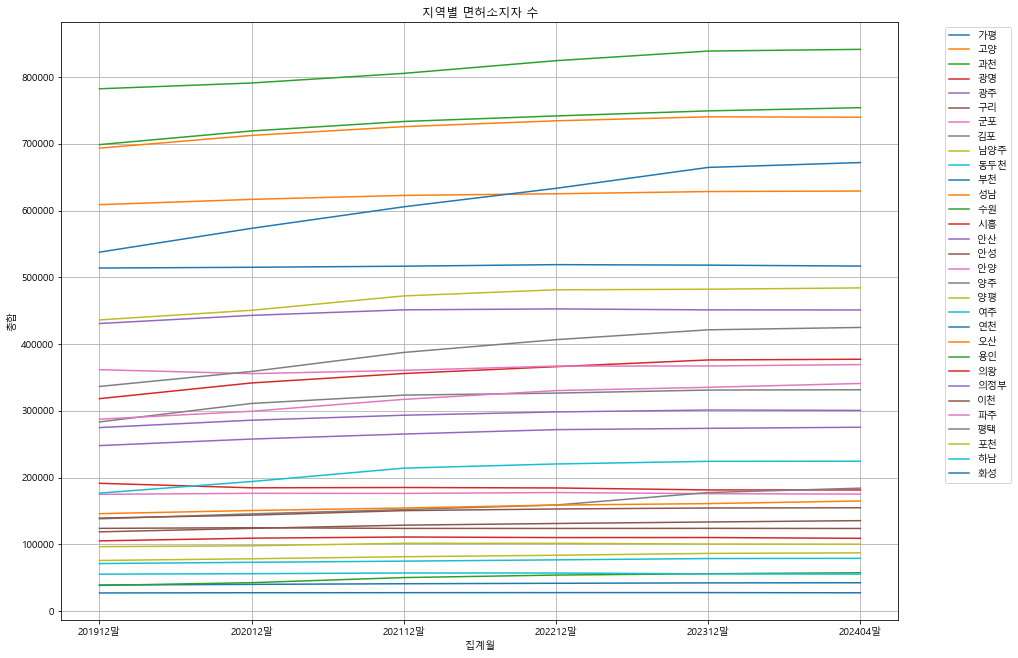 지역별 면허소지자 수
총합
800000
700000
600000
500000
400000
300000
200000
100000
0
201912말
202012말
202112말
202212말
202312말
202404말
집계월
가평
고양
과천
광명
광주
구리
군포
김포
남양주
동두천
부천
성남
수원
시흥
안산
안성
안양
양주
양평
여주
연천
오산
용인
의왕
의정부
이천
파주
평택
포천
하남
화성